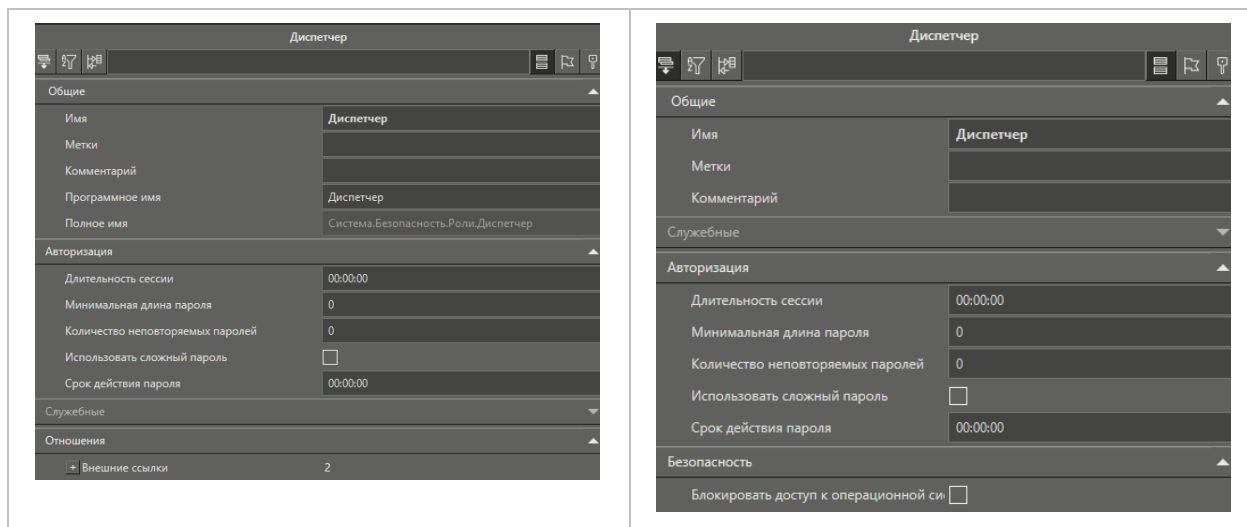 Диспетчер
Общие
Имя Диспетчер
Метки
Комментарий
Программное имя Диспетчер
Полное имя Система.Безопасность.Роли.Диспетчер
Авторизация
Длительность сессии 00:00:00
Минимальная длина пароля 0
Количество неповторяемых паролей 0
Использовать сложный пароль
Срок действия пароля 00:00:00
Служебные
Отношения
+ Внешние ссылки 2
Диспетчер
Общие
Имя Диспетчер
Метки
Комментарий
Служебные
Авторизация
Длительность сессии 00:00:00
Минимальная длина пароля 0
Количество неповторяемых паролей 0
Использовать сложный пароль
Срок действия пароля 00:00:00
Безопасность
Блокировать доступ к операционной си